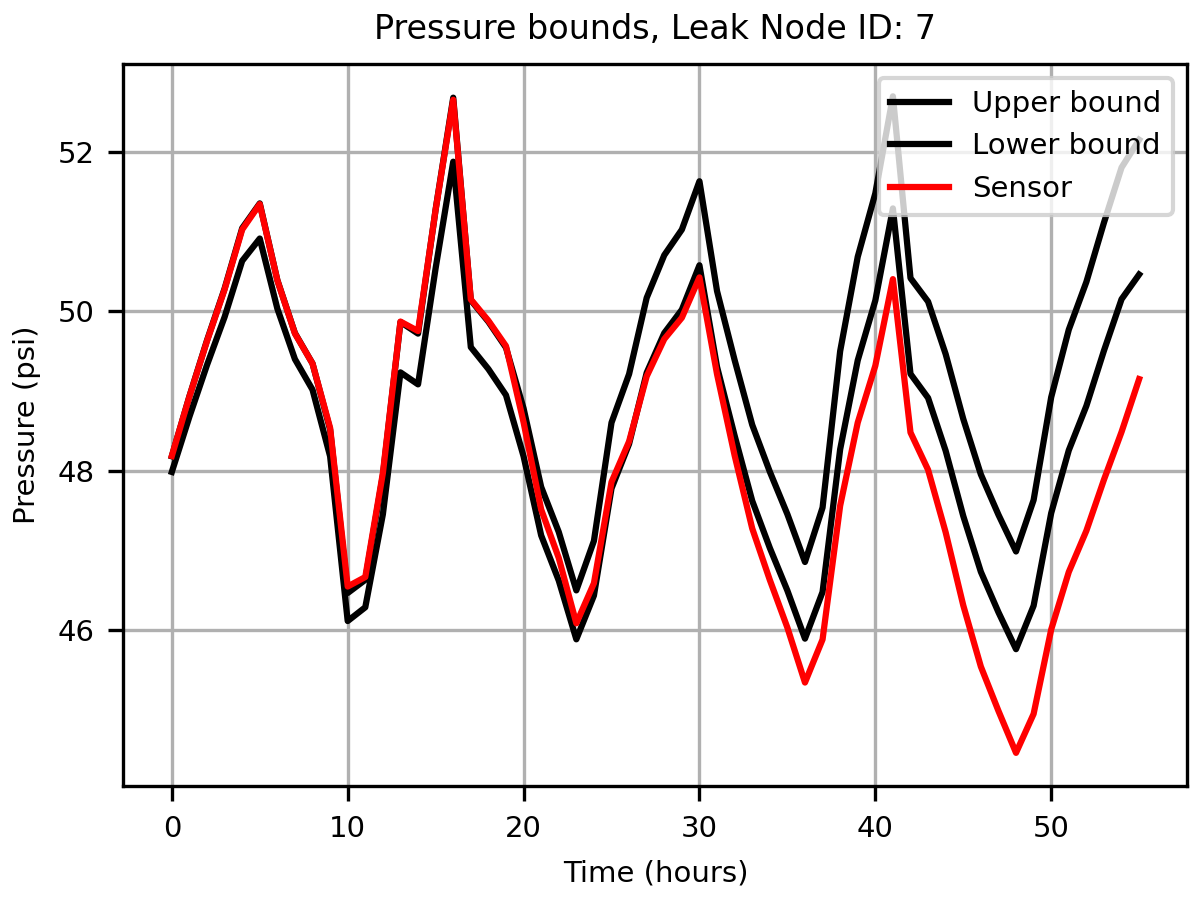 Pressure bounds, Leak Node ID: 7
Upper bound
Lower bound
Sensor
Pressure (psi)
52
50
48
46
0 10 20 30 40 50
Time (hours)